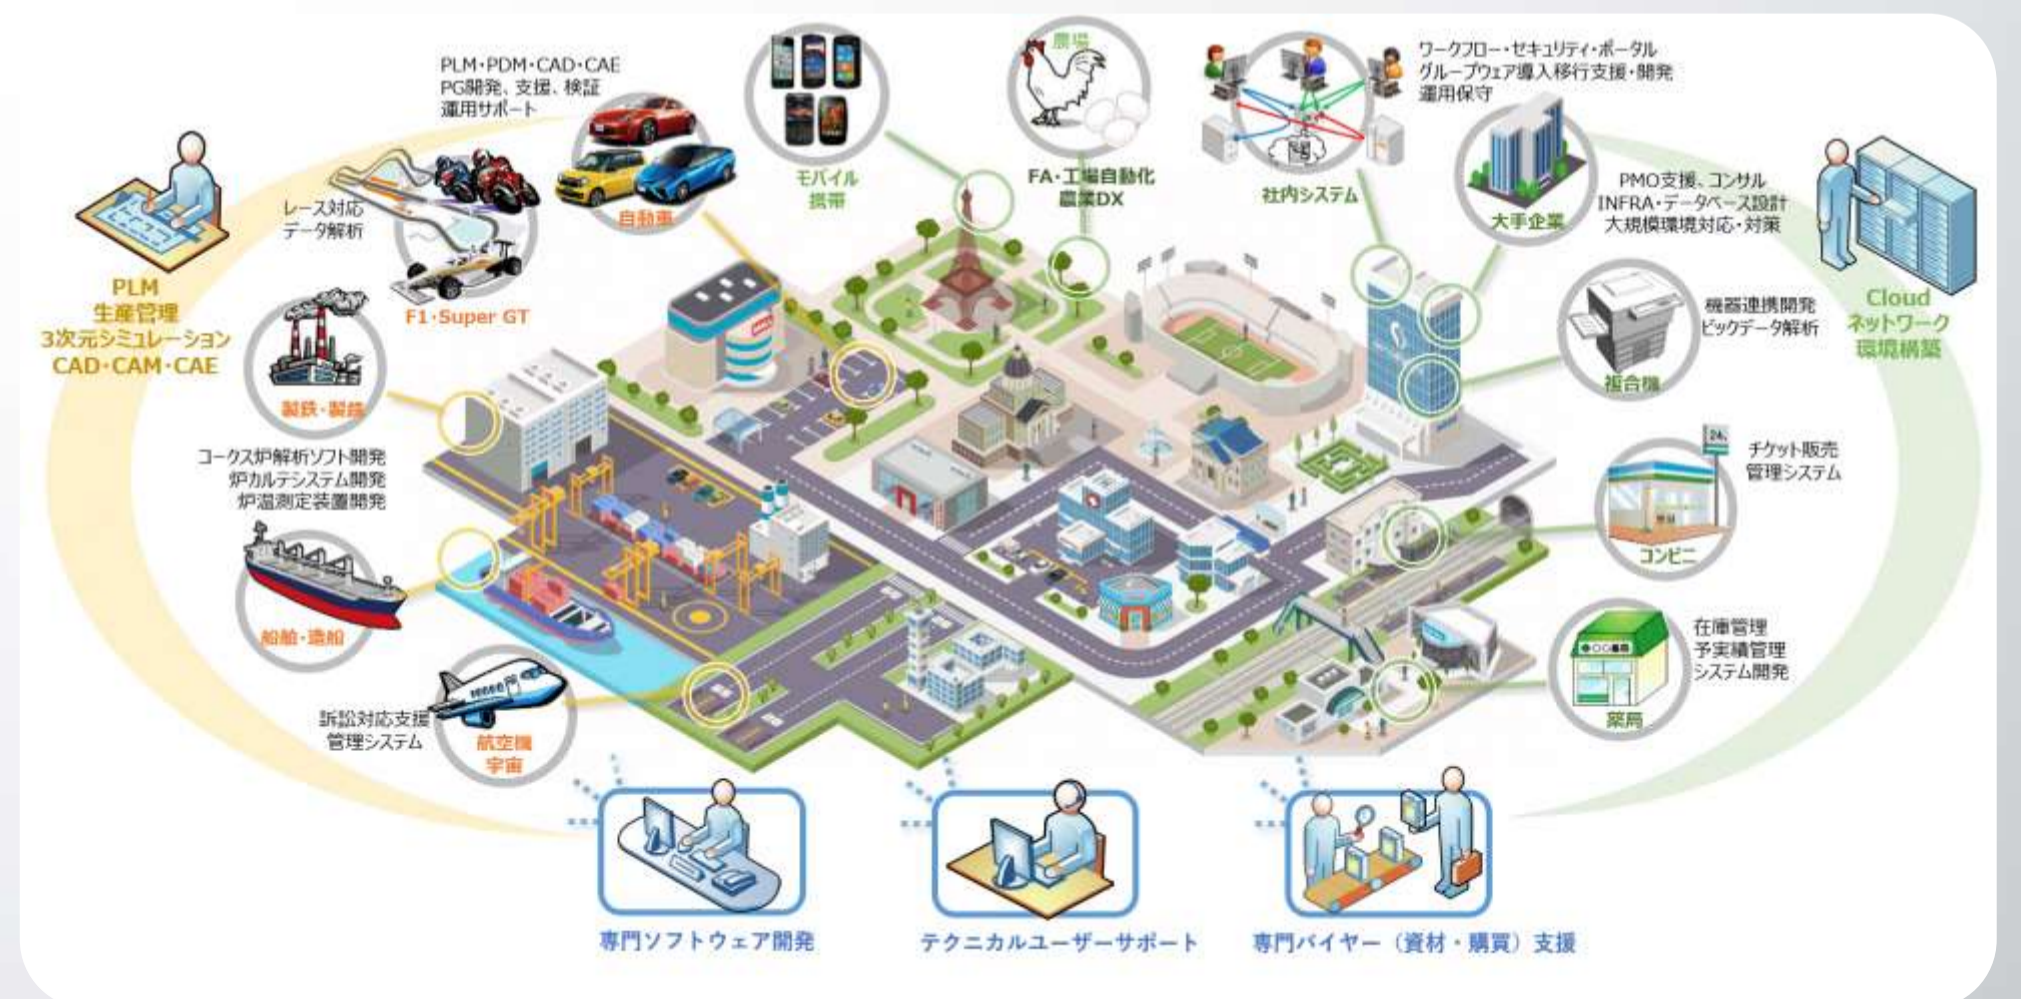 PLM・PDM・CAD・CAE
PG開発、支援、検証
運用サポート
自動車
レース対応
データ解析
F1・Super GT
モバイル
携帯
農場
FA・工場自動化
農業DX
社内システム
ワークフロー・セキュリティ・ポータル
グループウェア導入移行支援・開発
運用保守
大手企業
PMO支援、コンサル
INFRA・データベース設計
大規模環境対応・対策
PLM
生産管理
3次元シミュレーション
CAD・CAM・CAE
Cloud
ネットワーク
環境構築
製鉄・製鋼
コークス炉解析ソフト開発
炉カルテシステム開発
炉温測定装置開発
機器連携開発
ビックデータ解析
複合機
チケット販売
管理システム
24h
コンビニ
船舶・造船
在庫管理
予実績管理
システム開発
薬局
訴訟対応支援
管理システム
航空機
宇宙
専門ソフトウェア開発
テクニカルユーザーサポート
専門バイヤー（資材・購買）支援